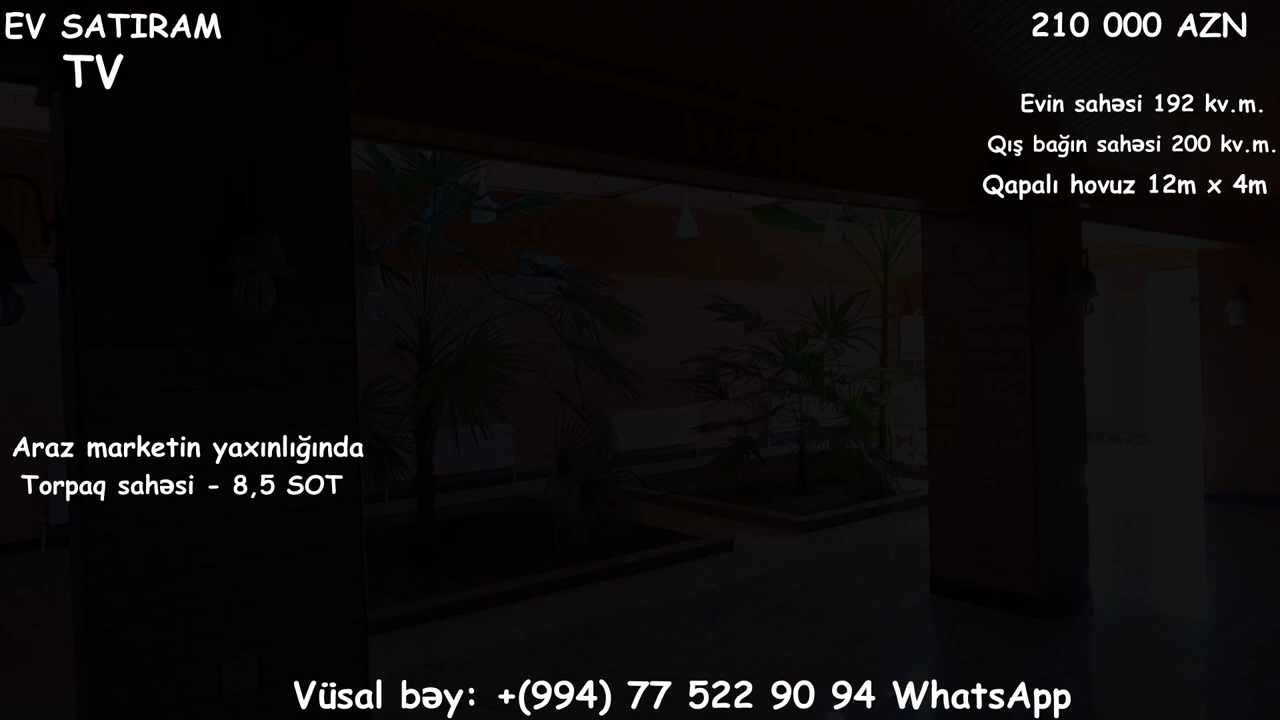 EV SATIRAM
TV
210 000 AZN
Evin sahəsi 192 kv.m.
Qış bağın sahəsi 200 kv.m.
Qapalı hovuz 12m x 4m
Araz marketin yaxınlığında
Torpaq sahəsi - 8,5 SOT
Vüsal bəy: +(994) 77 522 90 94 WhatsApp